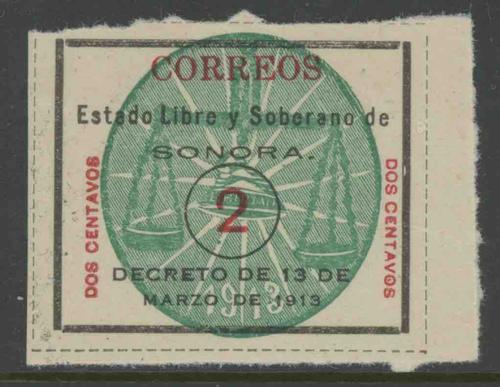 CORREOS
Estado Libre y Soberano de
SONORA.
DOS CENTAVOS
2
DOS CENTAVOS
DECRETO DE 13 DE
MARZO DE 1913
1913